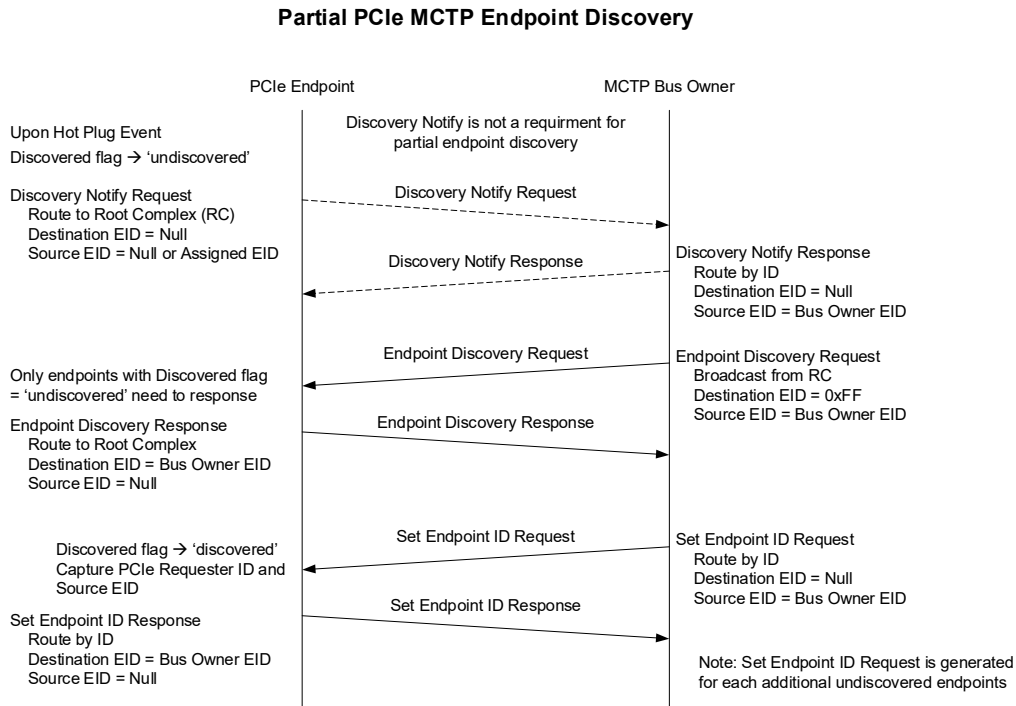 Partial PCIe MCTP Endpoint Discovery
PCIe Endpoint
MCTP Bus Owner
Upon Hot Plug Event
Discovered flag → ‘undiscovered’
Discovery Notify is not a requirment for
partial endpoint discovery
Discovery Notify Request
Route to Root Complex (RC)
Destination EID = Null
Source EID = Null or Assigned EID
Discovery Notify Request
Discovery Notify Response
Discovery Notify Response
Route by ID
Destination EID = Null
Source EID = Bus Owner EID
Endpoint Discovery Request
Endpoint Discovery Request
Broadcast from RC
Destination EID = 0xFF
Source EID = Bus Owner EID
Only endpoints with Discovered flag
= ‘undiscovered’ need to response
Endpoint Discovery Response
Route to Root Complex
Destination EID = Bus Owner EID
Source EID = Null
Endpoint Discovery Response
Set Endpoint ID Request
Set Endpoint ID Request
Route by ID
Destination EID = Null
Source EID = Bus Owner EID
Discovered flag → ‘discovered’
Capture PCIe Requester ID and
Source EID
Set Endpoint ID Response
Set Endpoint ID Response
Route by ID
Destination EID = Bus Owner EID
Source EID = Null
Note: Set Endpoint ID Request is generated
for each additional undiscovered endpoints